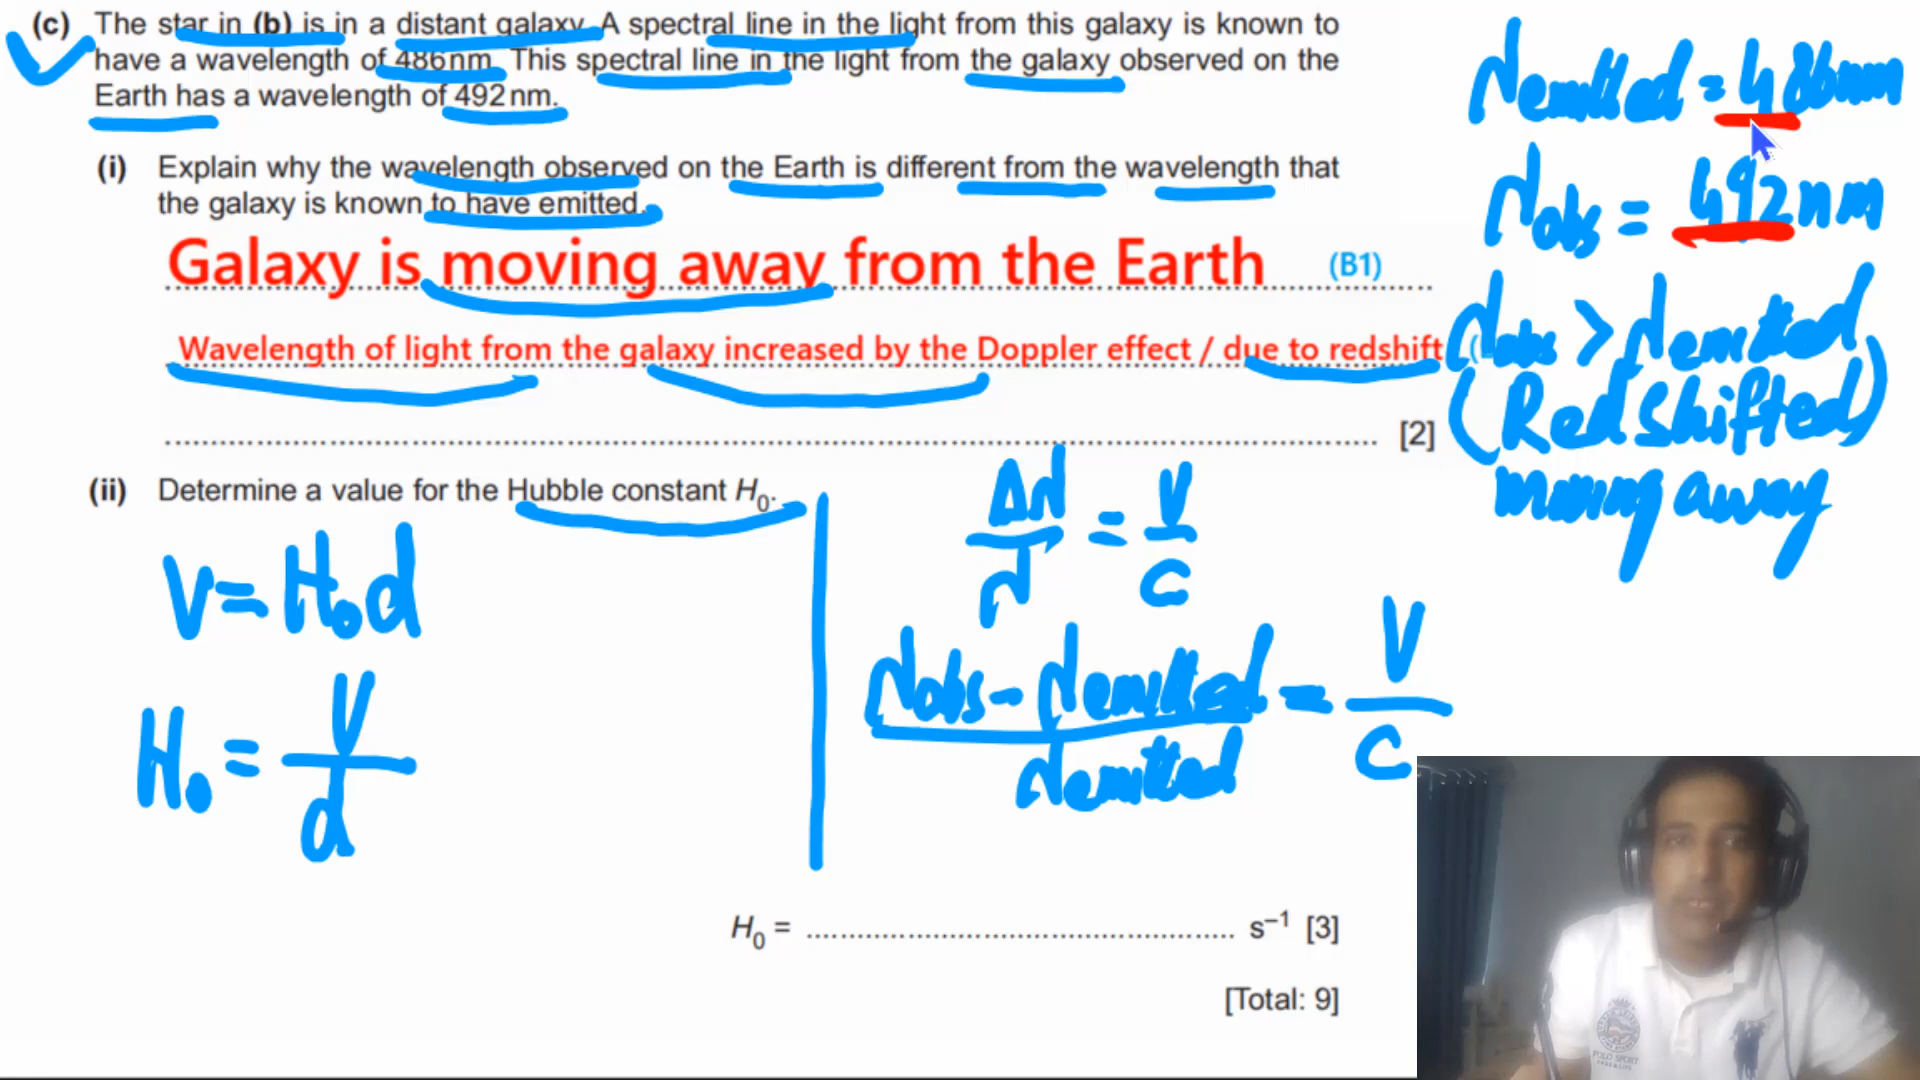 (c) The star in (b) is in a distant galaxy. A spectral line in the light from this galaxy is known to
have a wavelength of 486 nm. This spectral line in the light from the galaxy observed on the
Earth has a wavelength of 492 nm.
(i) Explain why the wavelength observed on the Earth is different from the wavelength that
the galaxy is known to have emitted.
Galaxy is moving away from the Earth (B1)
Wavelength of light from the galaxy increased by the Doppler effect / due to redshift
[2]
(ii) Determine a value for the Hubble constant H₀.
V = H₀d
H₀ = V/d
Δλ/λ = V/C
λobs - λemitted / λemitted = V/C
H₀ = ........ s⁻¹ [3]
[Total: 9]
λemitted = 486nm
λobs = 492nm
λobs > λemitted
(Redshifted)
moving away
POLO SPORT